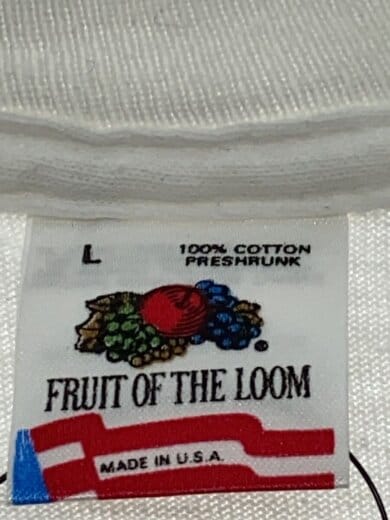 L
100% COTTON
PRESHRUNK
®
FRUIT OF THE LOOM
MADE IN U.S.A.